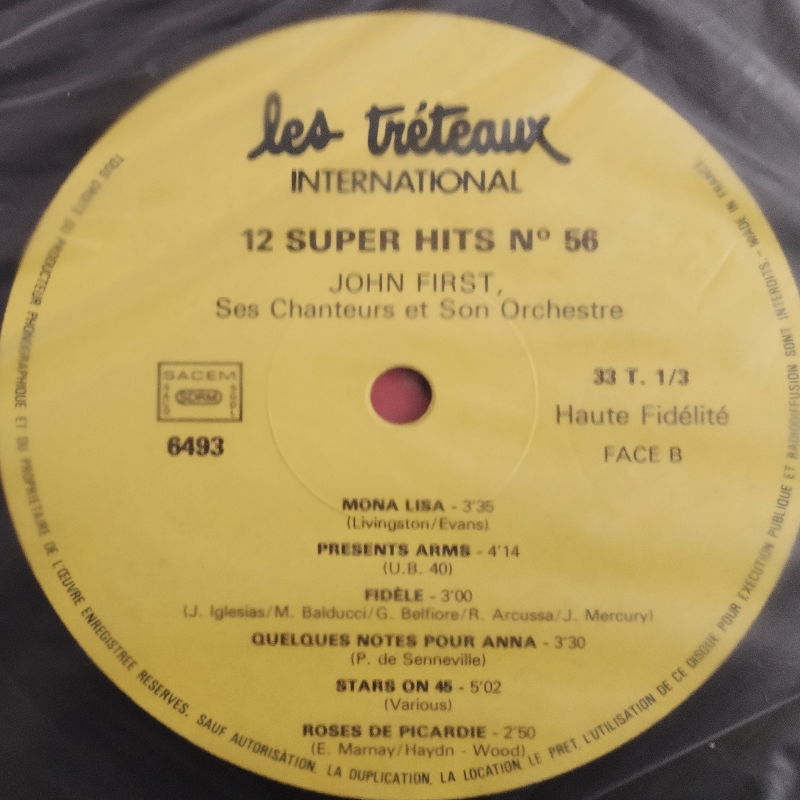 les tréteaux
INTERNATIONAL
12 SUPER HITS Nº 56
JOHN FIRST,
Ses Chanteurs et Son Orchestre
SACEM
SACD
SDRM
SGDL
6493
33 T. 1/3
Haute Fidélité
FACE B
MONA LISA - 3'35
(Livingston/Evans)
PRESENTS ARMS - 4'14
(U.B. 40)
FIDÈLE - 3'00
(J. Iglesias/M. Balducci/G. Belfiore/R. Arcussa/J. Mercury)
QUELQUES NOTES POUR ANNA - 3'30
(P. de Senneville)
STARS ON 45 - 5'02
(Various)
ROSES DE PICARDIE - 2'50
(E. Marnay/Haydn - Wood)
TOUS DROITS DU PRODUCTEUR PHONOGRAPHIQUE ET DU PROPRIETAIRE DE L'ŒUVRE ENREGISTREE RESERVES. SAUF AUTORISATION, LA DUPLICATION, LA LOCATION, LE PRET, L'UTILISATION DE CE DISQUE POUR EXECUTION PUBLIQUE ET RADIODIFFUSION SONT INTERDITS. - MADE IN FRANCE